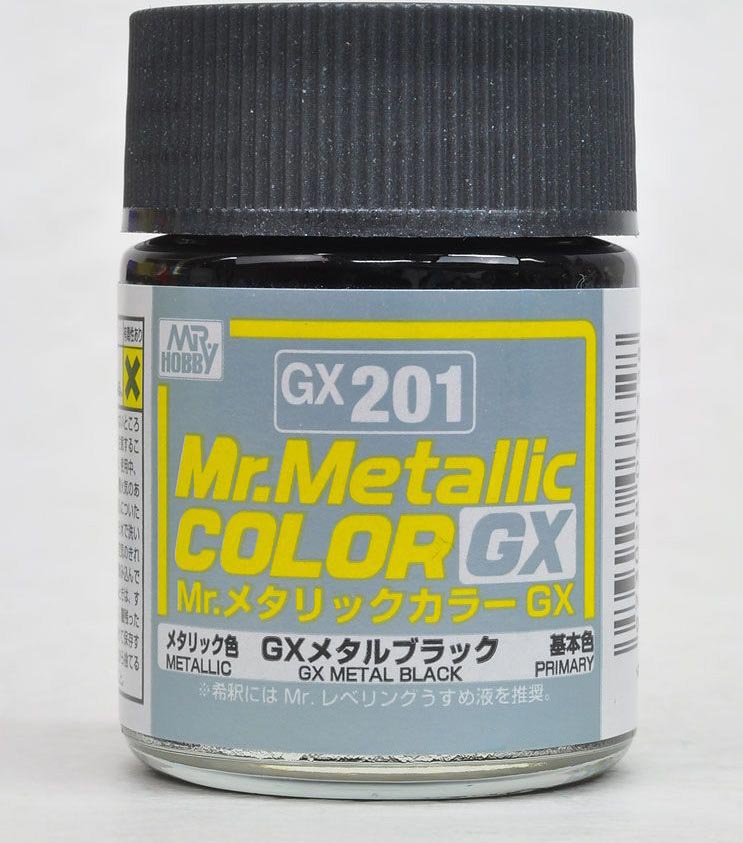 MR HOBBY
GX 201
Mr.Metallic
COLOR GX
Mr.メタリックカラー GX
メタリック色
METALLIC
GXメタルブラック
GX METAL BLACK
基本色
PRIMARY
※希釈には Mr. レベリングうすめ液を推奨。